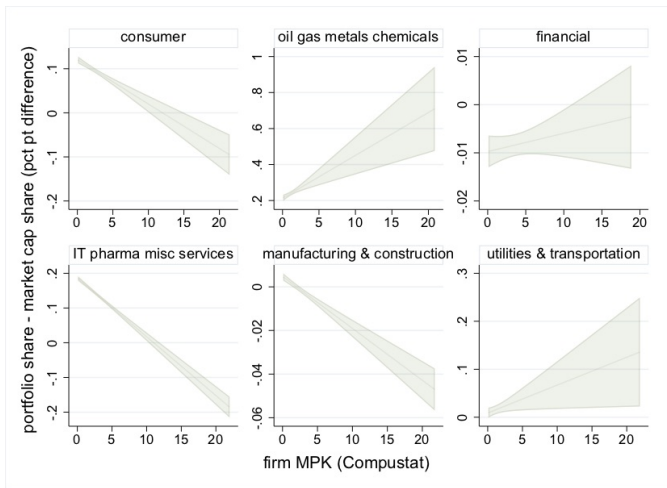 consumer
oil gas metals chemicals
financial
portfolio share - market cap share (pct pt difference)
.1
0
-.1
-.2
0 5 10 15 20
1
.8
.6
.4
.2
0 5 10 15 20
.01
0
-.01
-.02
0 5 10 15 20
IT pharma misc services
manufacturing & construction
utilities & transportation
.2
.1
0
-.1
-.2
0 5 10 15 20
0
-.02
-.04
-.06
0 5 10 15 20
.3
.2
.1
0
0 5 10 15 20
firm MPK (Compustat)